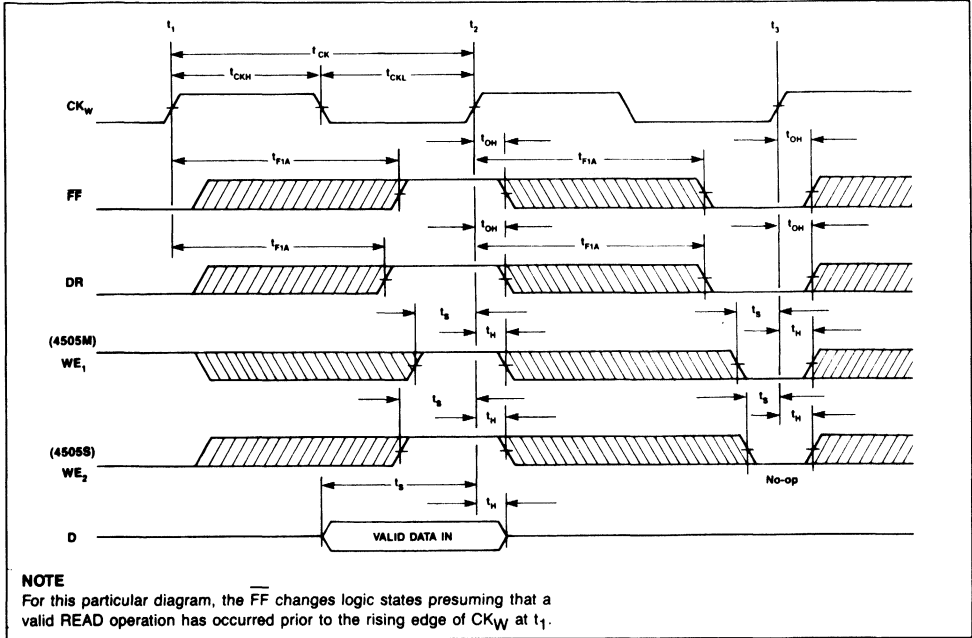 t1 t2 t3
tCK
tCKH tCKL
CKW
tOH tOH
tF1A tF1A
FF
tOH tOH
tF1A tF1A
DR
tS tS
tH tH
(4505M)
WE1
tS tS
tH tH
(4505S)
WE2
No-op
tS
tH
D VALID DATA IN
NOTE
For this particular diagram, the FF changes logic states presuming that a
valid READ operation has occurred prior to the rising edge of CKW at t1.